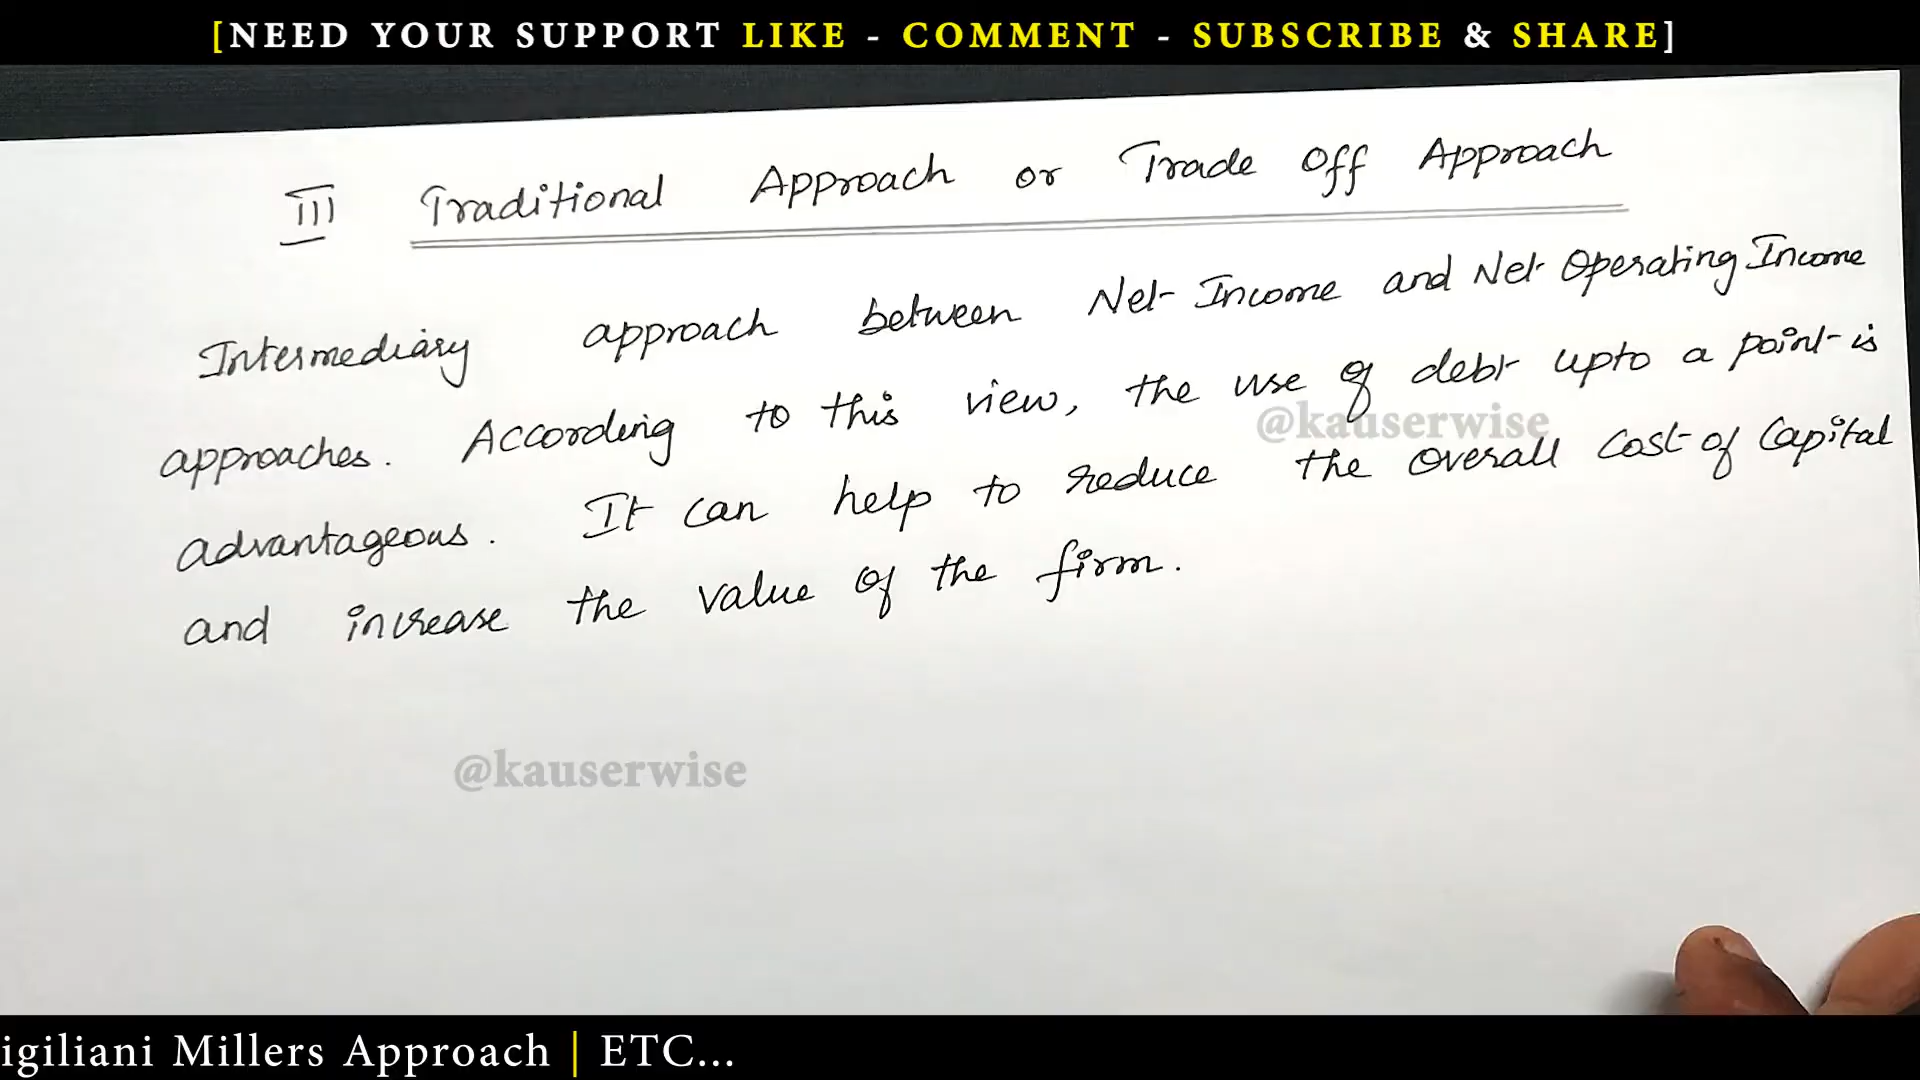 [NEED YOUR SUPPORT LIKE - COMMENT - SUBSCRIBE & SHARE]
III Traditional Approach or Trade Off Approach
Intermediary approach between Net Income and Net Operating Income
approaches. According to this view, the use of debt upto a point is
@kauserwise
advantageous. It can help to reduce the overall cost of capital
and increase the value of the firm.
@kauserwise
igiliani Millers Approach | ETC...